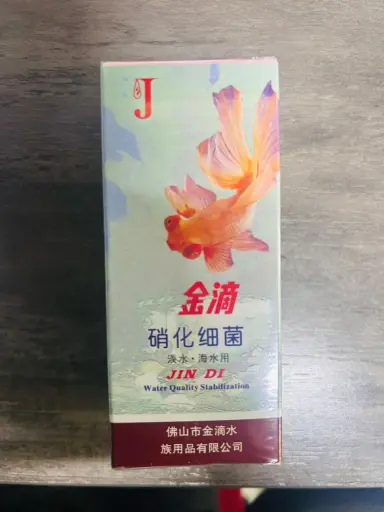 J
金滴
硝化细菌
淡水·海水用
JIN DI
Water Quality Stabilization
佛山市金滴水
族用品有限公司